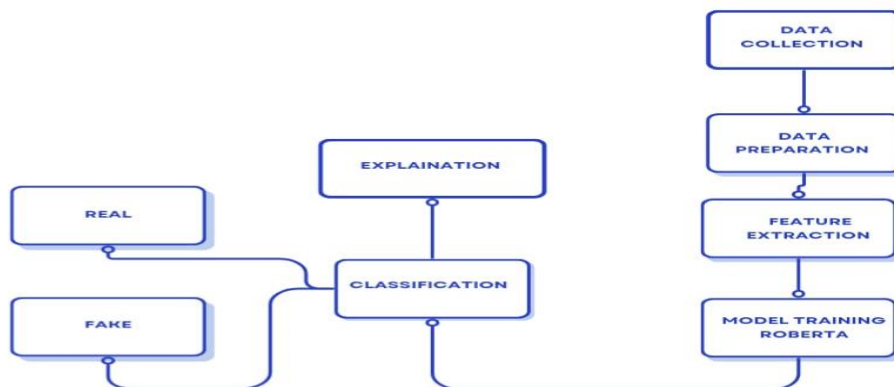 DATA
COLLECTION
DATA
PREPARATION
FEATURE
EXTRACTION
MODEL TRAINING
ROBERTA
CLASSIFICATION
EXPLAINATION
REAL
FAKE